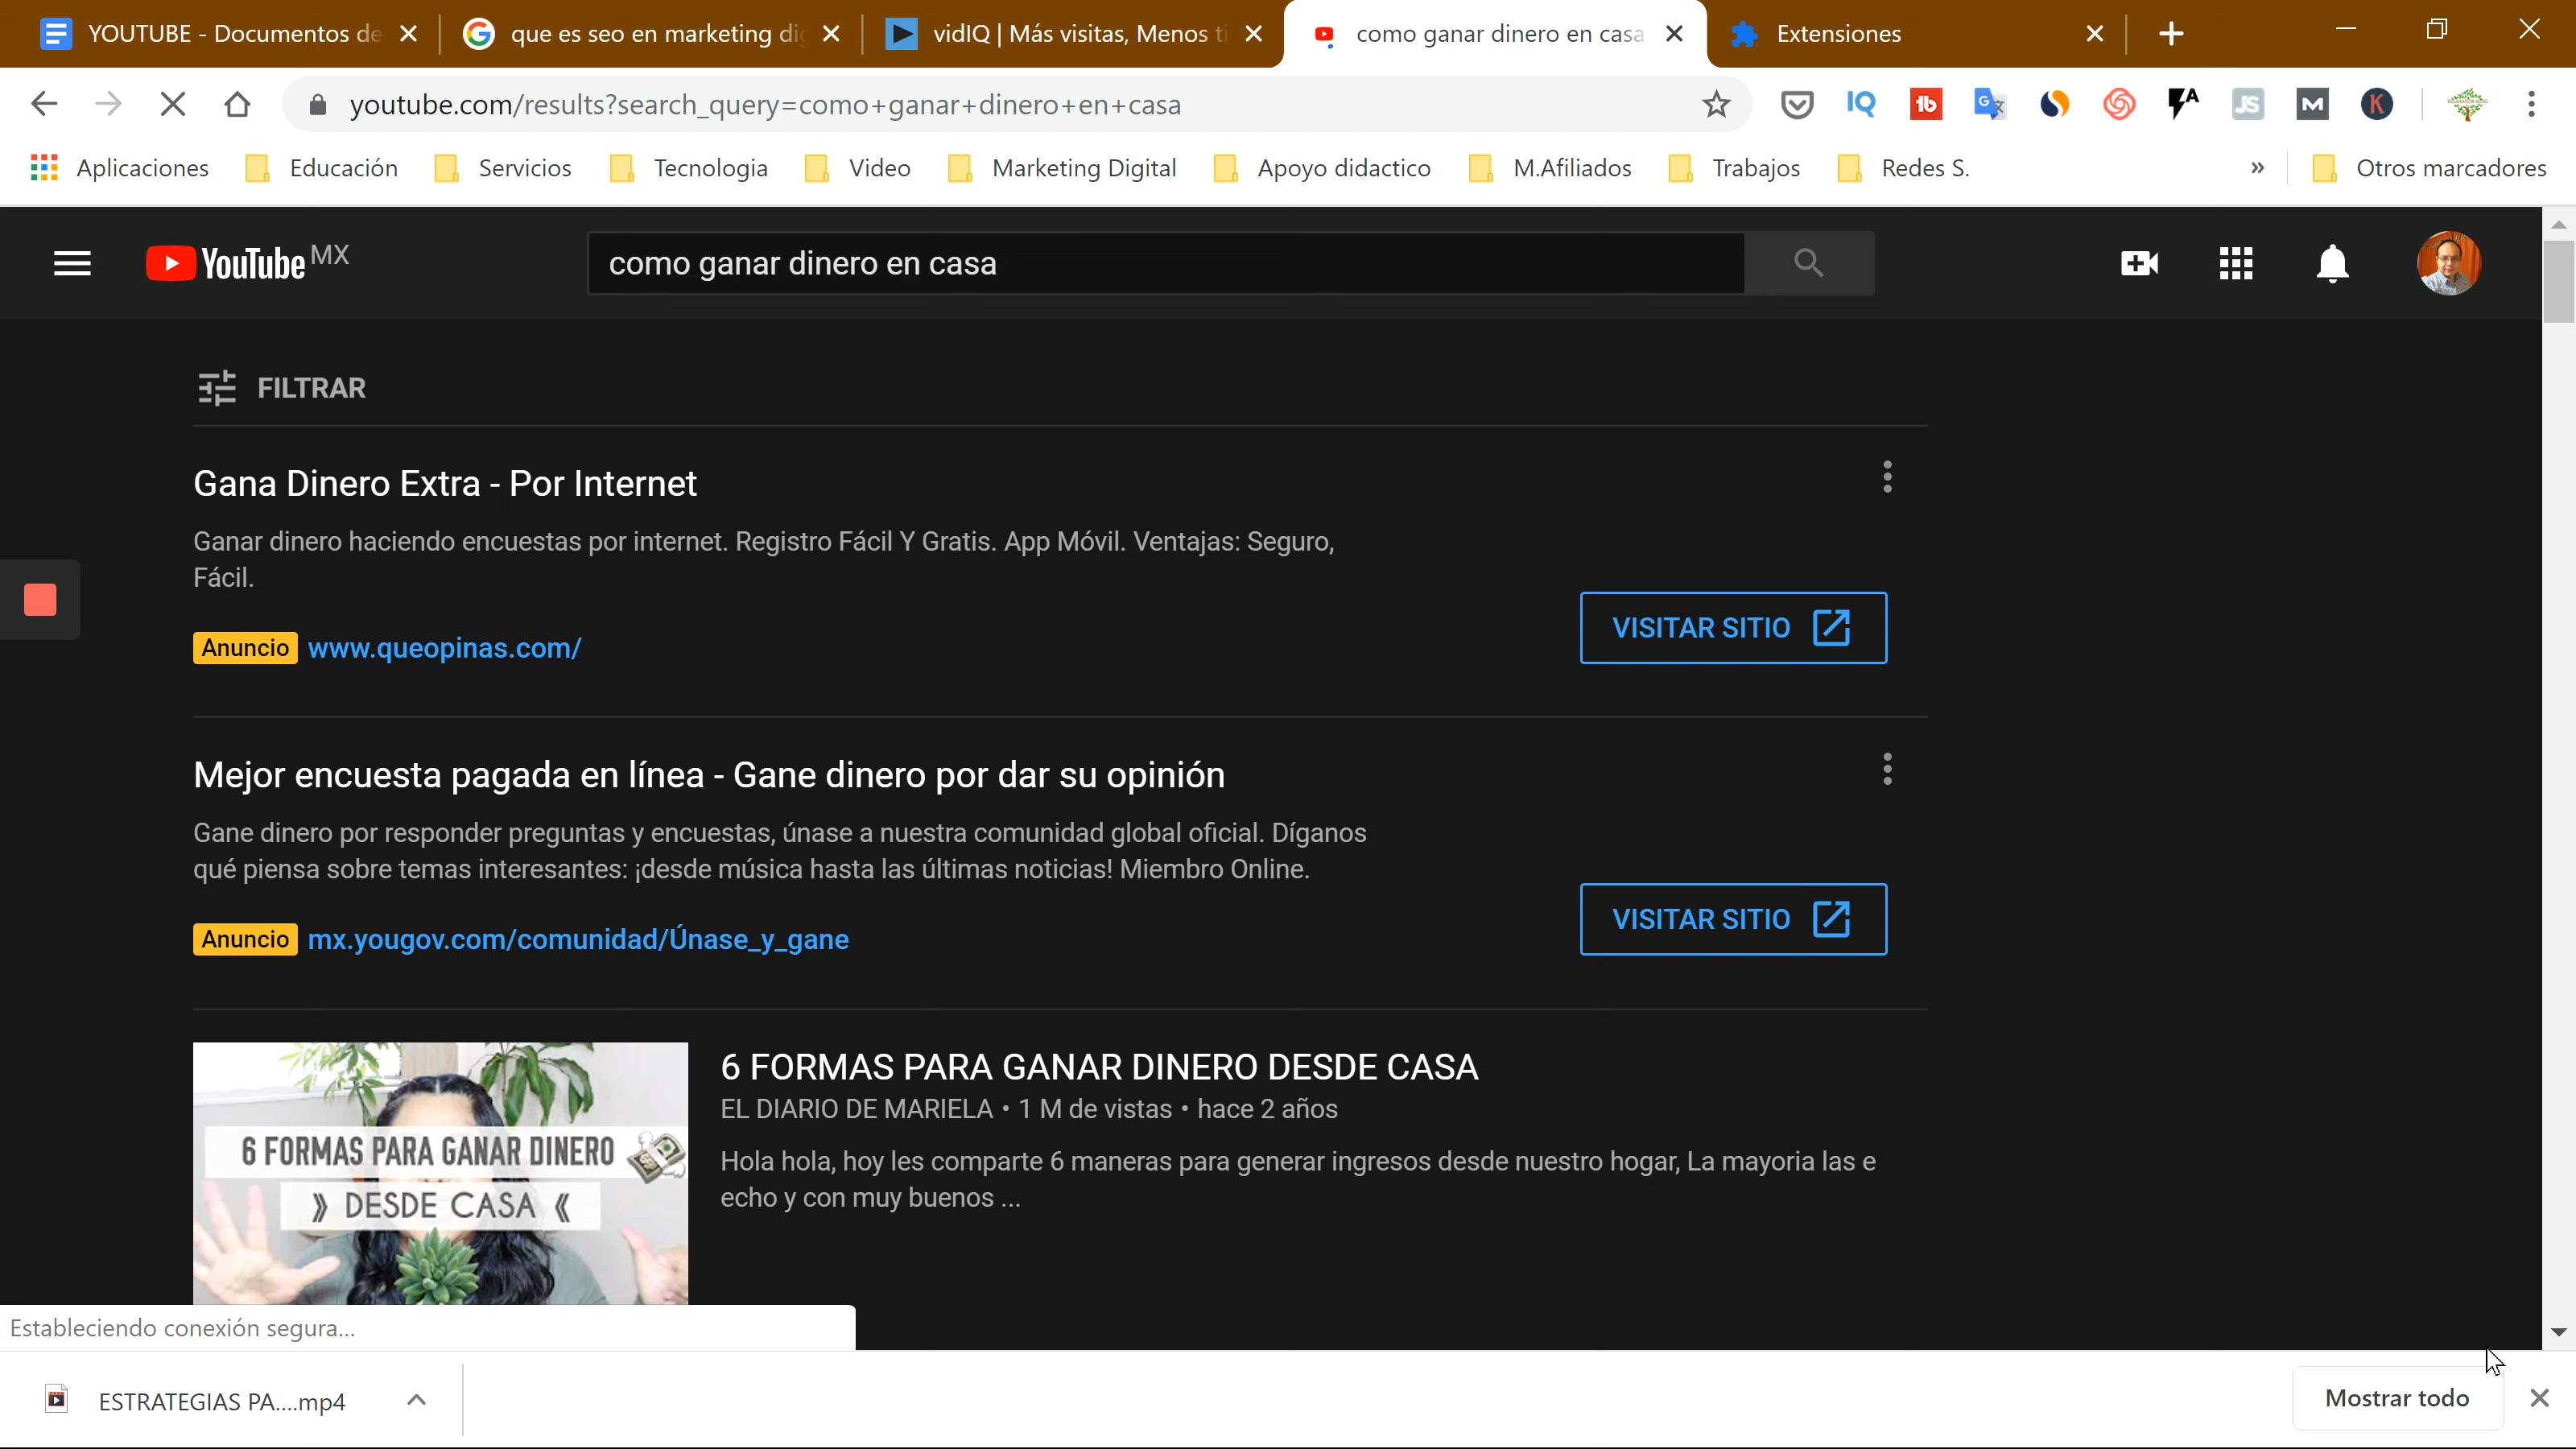 YOUTUBE - Documentos de
que es seo en marketing di
vidIQ | Más visitas, Menos ti
como ganar dinero en casa
Extensiones
youtube.com/results?search_query=como+ganar+dinero+en+casa
Aplicaciones
Educación
Servicios
Tecnologia
Video
Marketing Digital
Apoyo didactico
M.Afiliados
Trabajos
Redes S.
»
Otros marcadores
YouTube MX
como ganar dinero en casa
FILTRAR
Gana Dinero Extra - Por Internet
Ganar dinero haciendo encuestas por internet. Registro Fácil Y Gratis. App Móvil. Ventajas: Seguro,
Fácil.
Anuncio www.queopinas.com/
VISITAR SITIO
Mejor encuesta pagada en línea - Gane dinero por dar su opinión
Gane dinero por responder preguntas y encuestas, únase a nuestra comunidad global oficial. Díganos
qué piensa sobre temas interesantes: ¡desde música hasta las últimas noticias! Miembro Online.
Anuncio mx.yougov.com/comunidad/Únase_y_gane
VISITAR SITIO
6 FORMAS PARA GANAR DINERO
» DESDE CASA «
6 FORMAS PARA GANAR DINERO DESDE CASA
EL DIARIO DE MARIELA • 1 M de vistas • hace 2 años
Hola hola, hoy les comparte 6 maneras para generar ingresos desde nuestro hogar, La mayoria las e
echo y con muy buenos ...
Estableciendo conexión segura...
ESTRATEGIAS PA....mp4
Mostrar todo